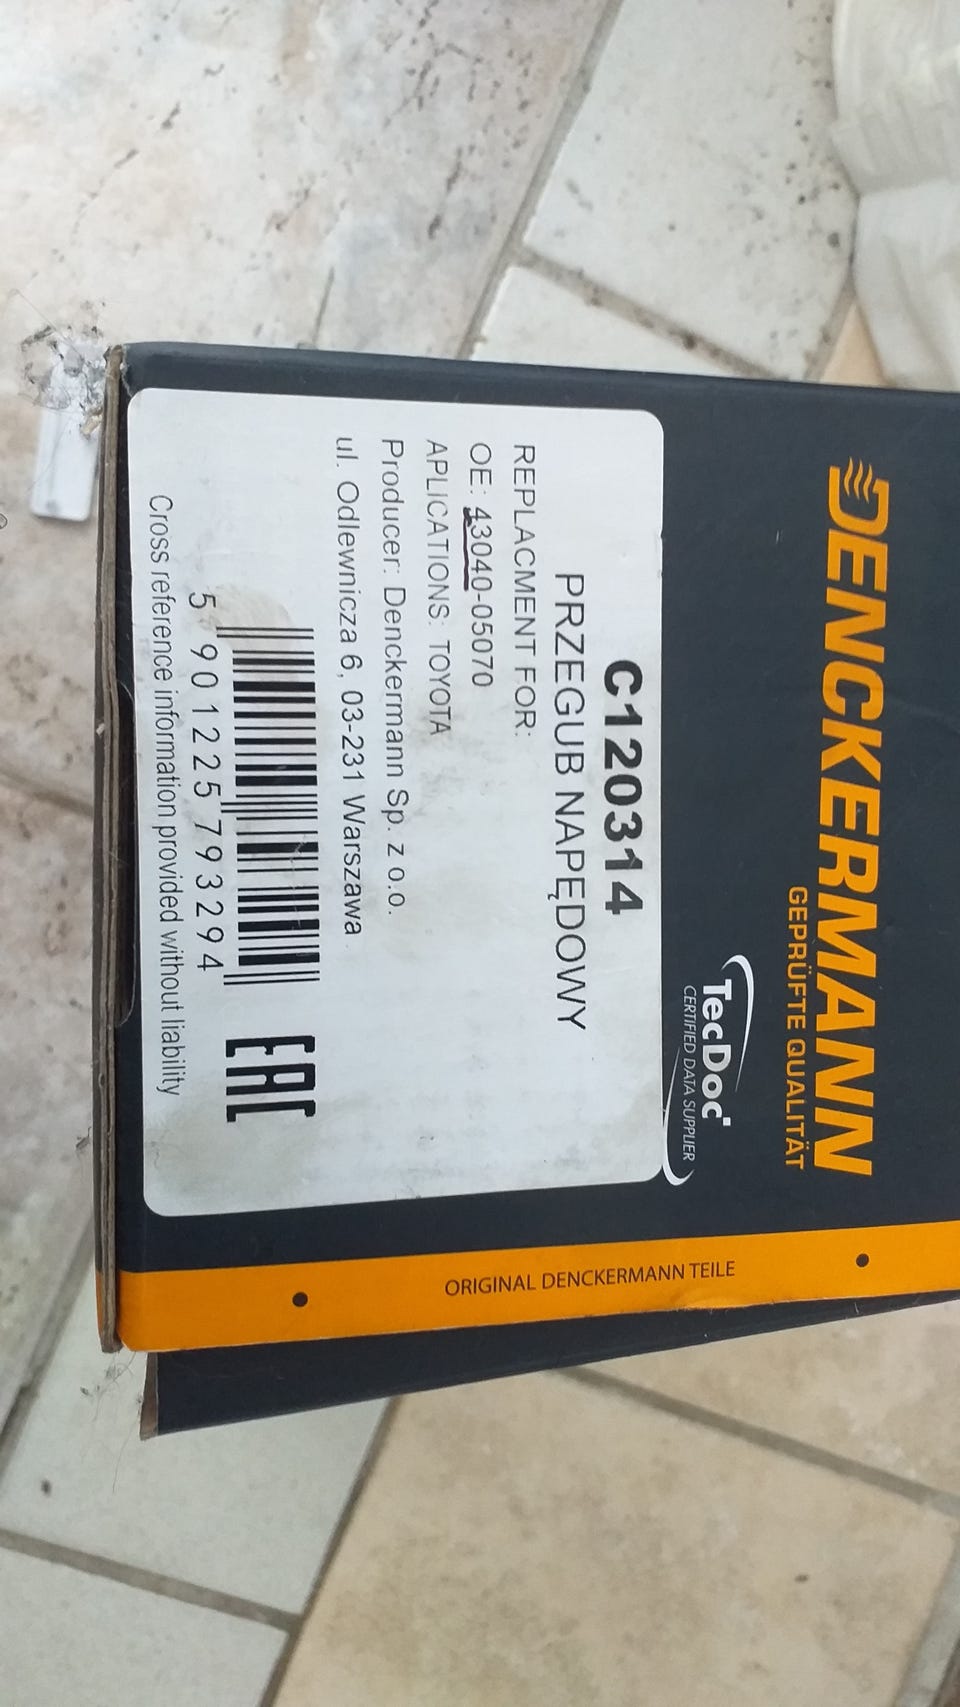 DENCKERMANN
GEPRÜFTE QUALITÄT
TecDoc
CERTIFIED DATA SUPPLIER
C120314
PRZEGUB NAPĘDOWY
REPLACMENT FOR:
OE: 43040-05070
APLICATIONS: TOYOTA
Producer: Denckermann Sp. z o.o.
ul. Odlewnicza 6, 03-231 Warszawa
5 901225 793294
EAC
Cross reference information provided without liability
ORIGINAL DENCKERMANN TEILE